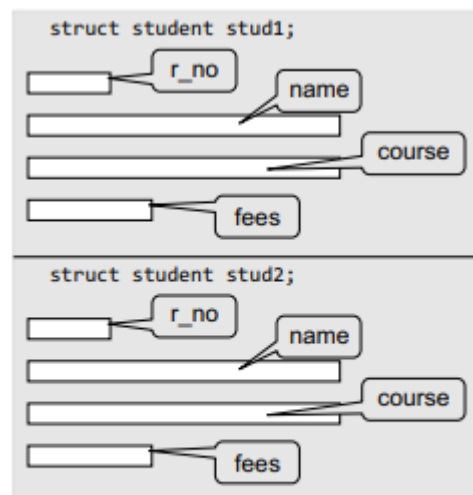 struct student stud1;
r_no
name
course
fees
struct student stud2;
r_no
name
course
fees